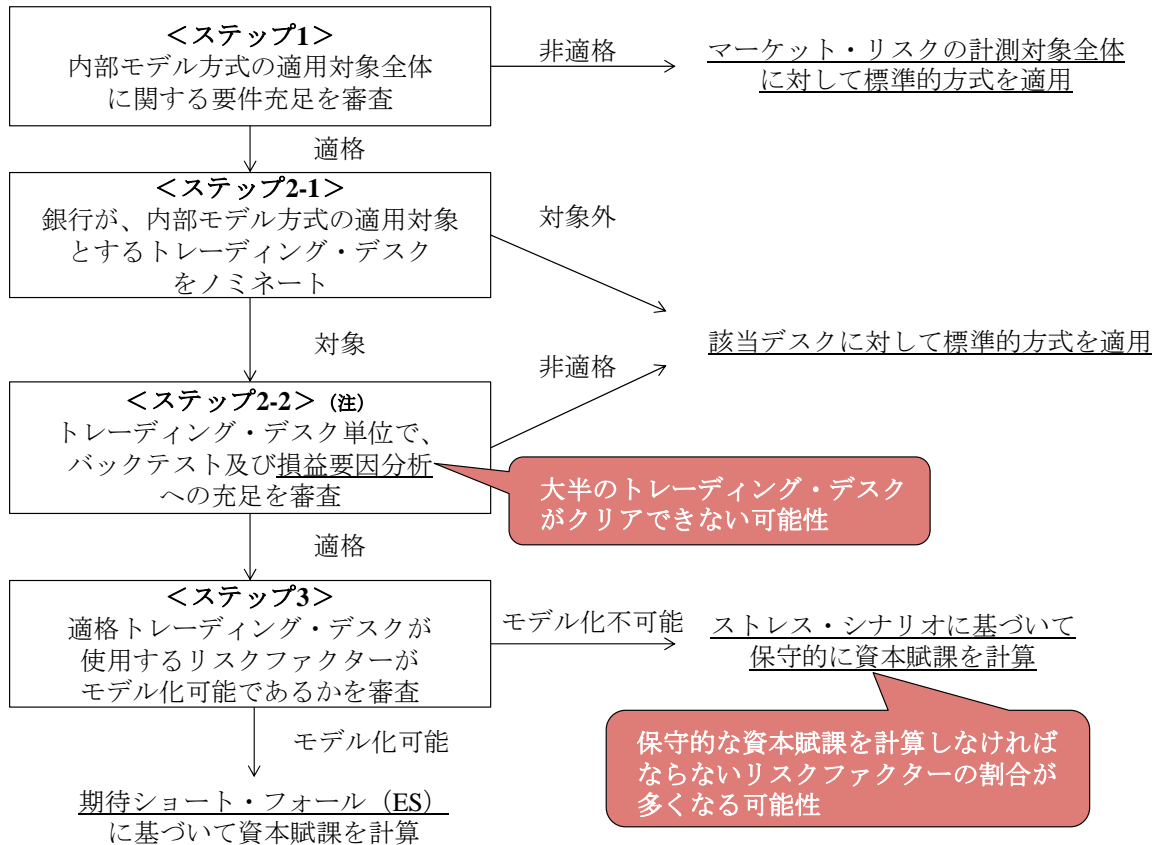 ＜ステップ1＞
内部モデル方式の適用対象全体
に関する要件充足を審査
非適格
マーケット・リスクの計測対象全体
に対して標準的方式を適用
適格
＜ステップ2-1＞
銀行が、内部モデル方式の適用対象
とするトレーディング・デスク
をノミネート
対象外
対象
該当デスクに対して標準的方式を適用
非適格
＜ステップ2-2＞（注）
トレーディング・デスク単位で、
バックテスト及び損益要因分析
への充足を審査
大半のトレーディング・デスク
がクリアできない可能性
適格
＜ステップ3＞
適格トレーディング・デスクが
使用するリスクファクターが
モデル化可能であるかを審査
モデル化不可能
ストレス・シナリオに基づいて
保守的に資本賦課を計算
モデル化可能
保守的な資本賦課を計算しなければ
ならないリスクファクターの割合が
多くなる可能性
期待ショート・フォール（ES）
に基づいて資本賦課を計算